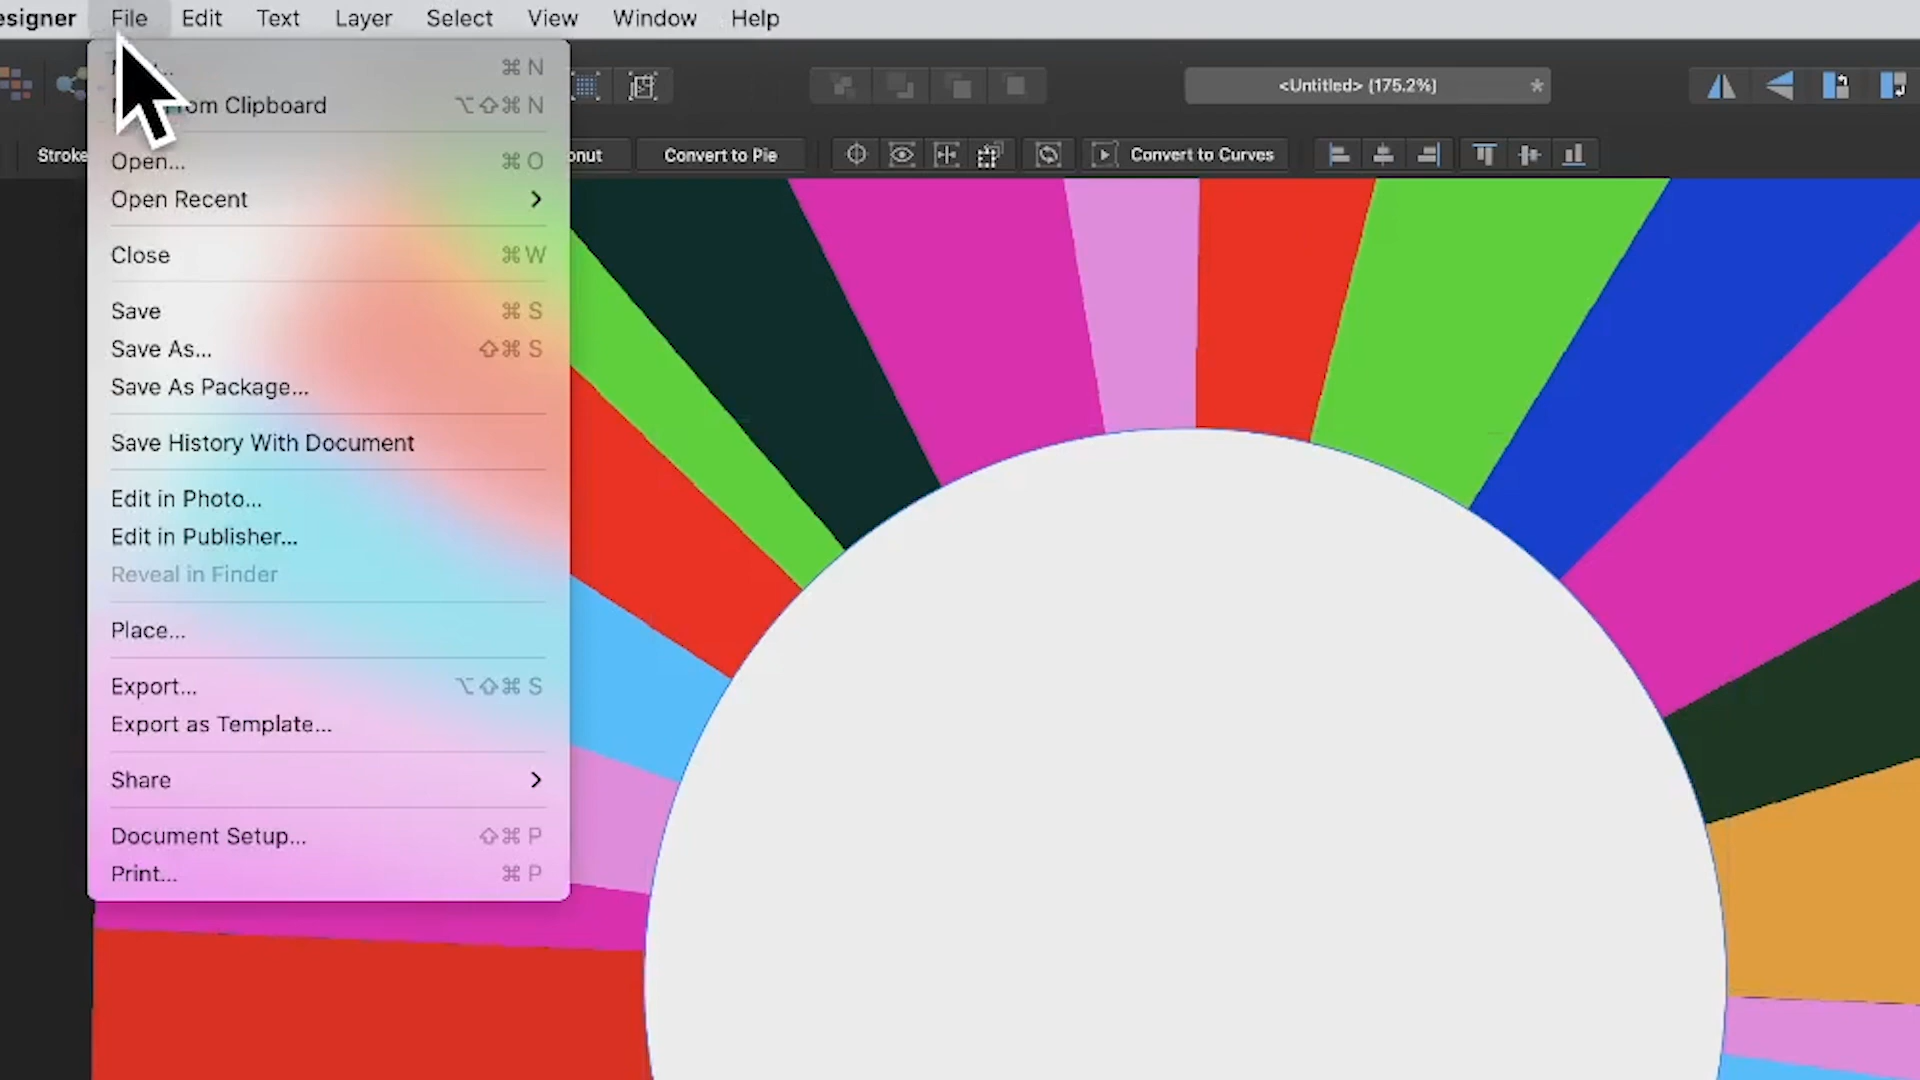 esigner File Edit Text Layer Select View Window Help
⌘ N
om Clipboard ⌥⇧⌘ N
<Untitled> (175.2%) *
Stroke
onut
Convert to Pie
Convert to Curves
Open... ⌘ O
Open Recent
Close ⌘ W
Save ⌘ S
Save As... ⇧⌘ S
Save As Package...
Save History With Document
Edit in Photo...
Edit in Publisher...
Reveal in Finder
Place...
Export... ⌥⇧⌘ S
Export as Template...
Share
Document Setup... ⇧⌘ P
Print... ⌘ P